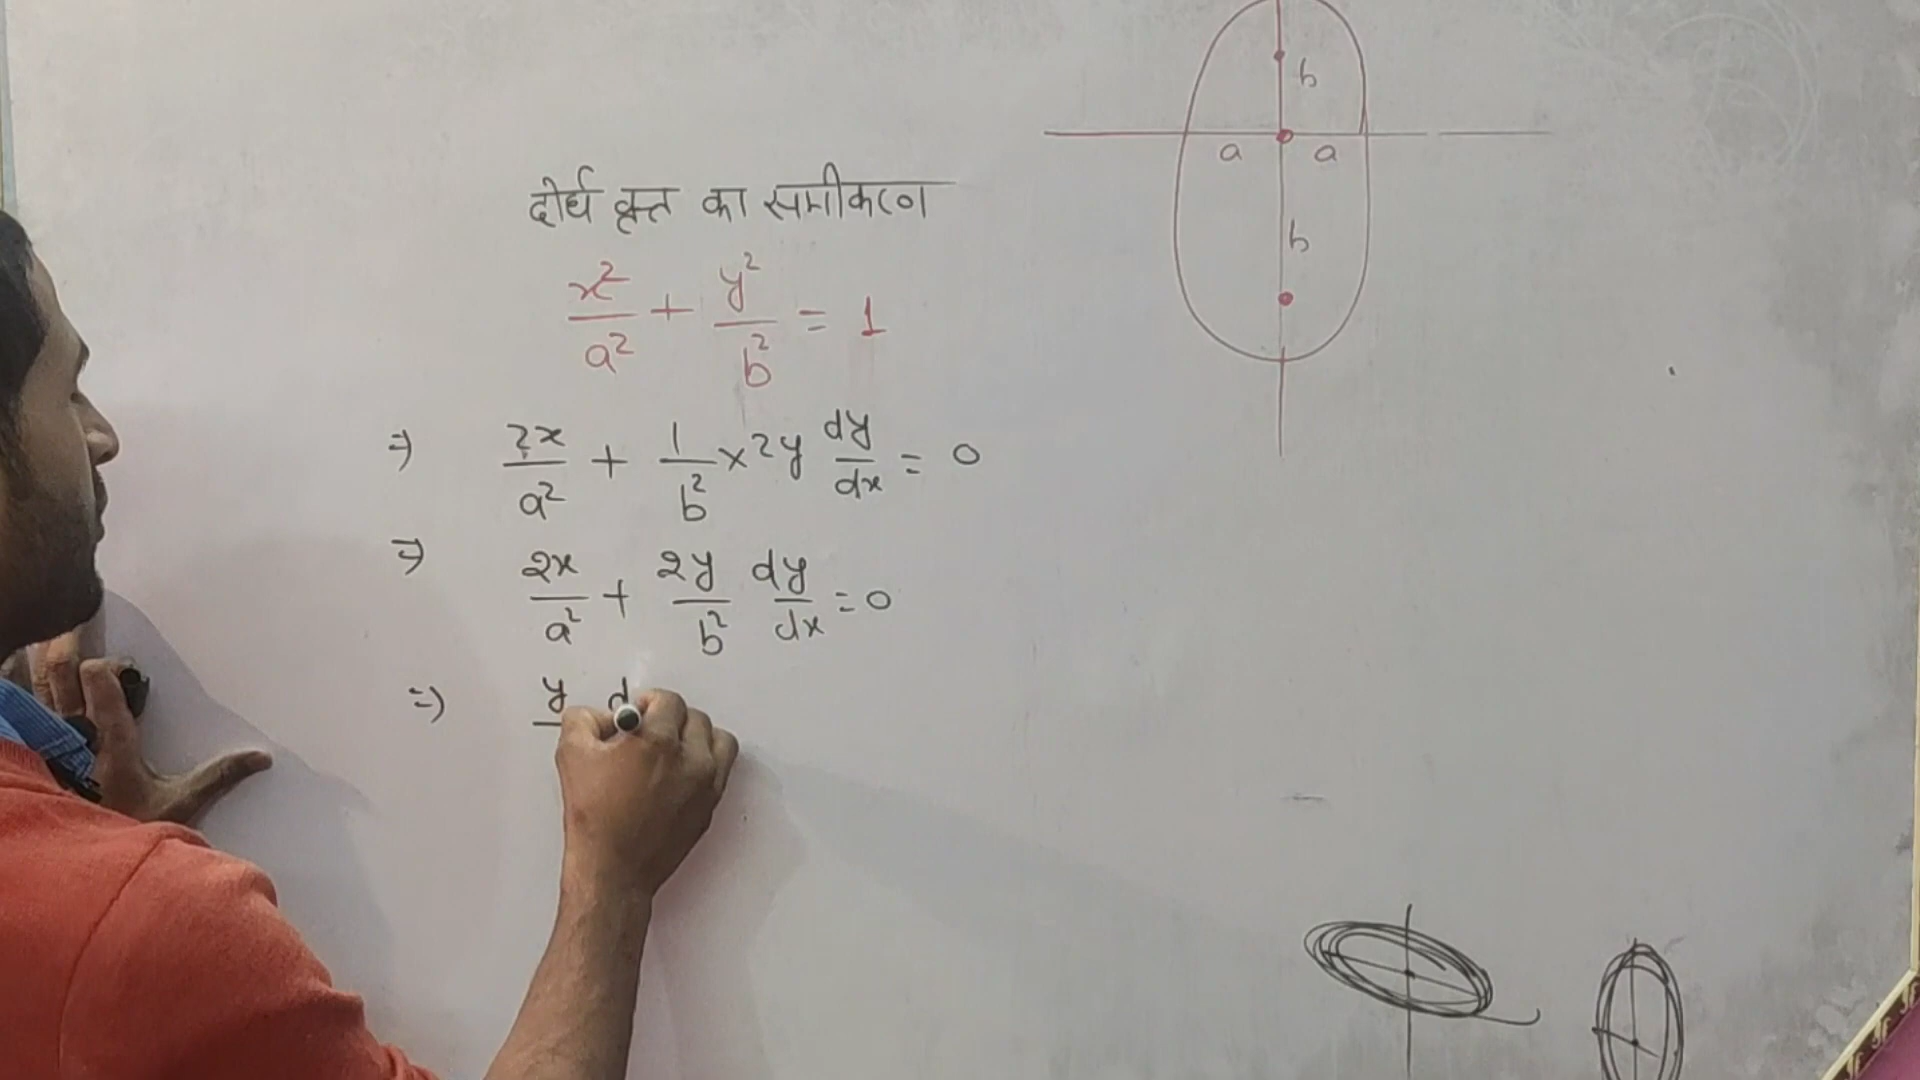 दीर्घ वृत्त का समीकरण
x²/a² + y²/b² = 1
⇒ 2x/a² + 1/b² × 2y dy/dx = 0
⇒ 2x/a² + 2y/b² dy/dx = 0
⇒ y d
b
a a
b